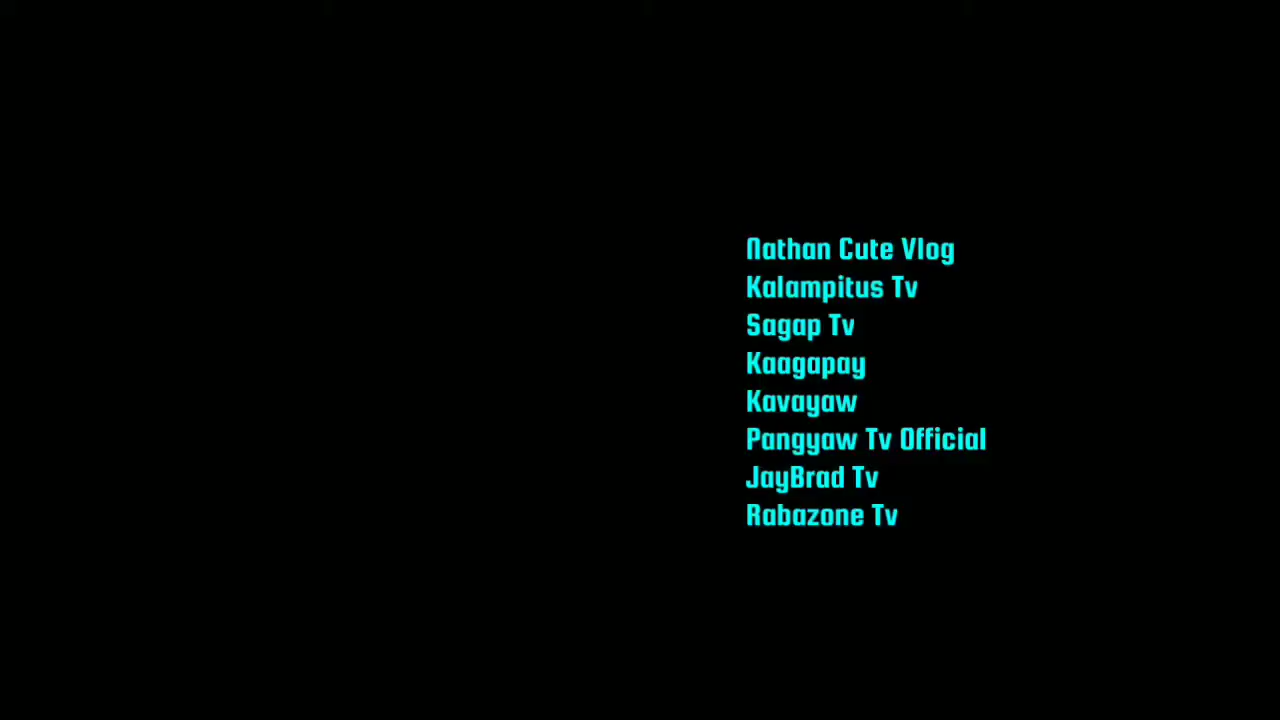 Nathan Cute Vlog
Kalampitus Tv
Sagap Tv
Kaagapay
Kavayaw
Pangyaw Tv Official
JayBrad Tv
Rabazone Tv